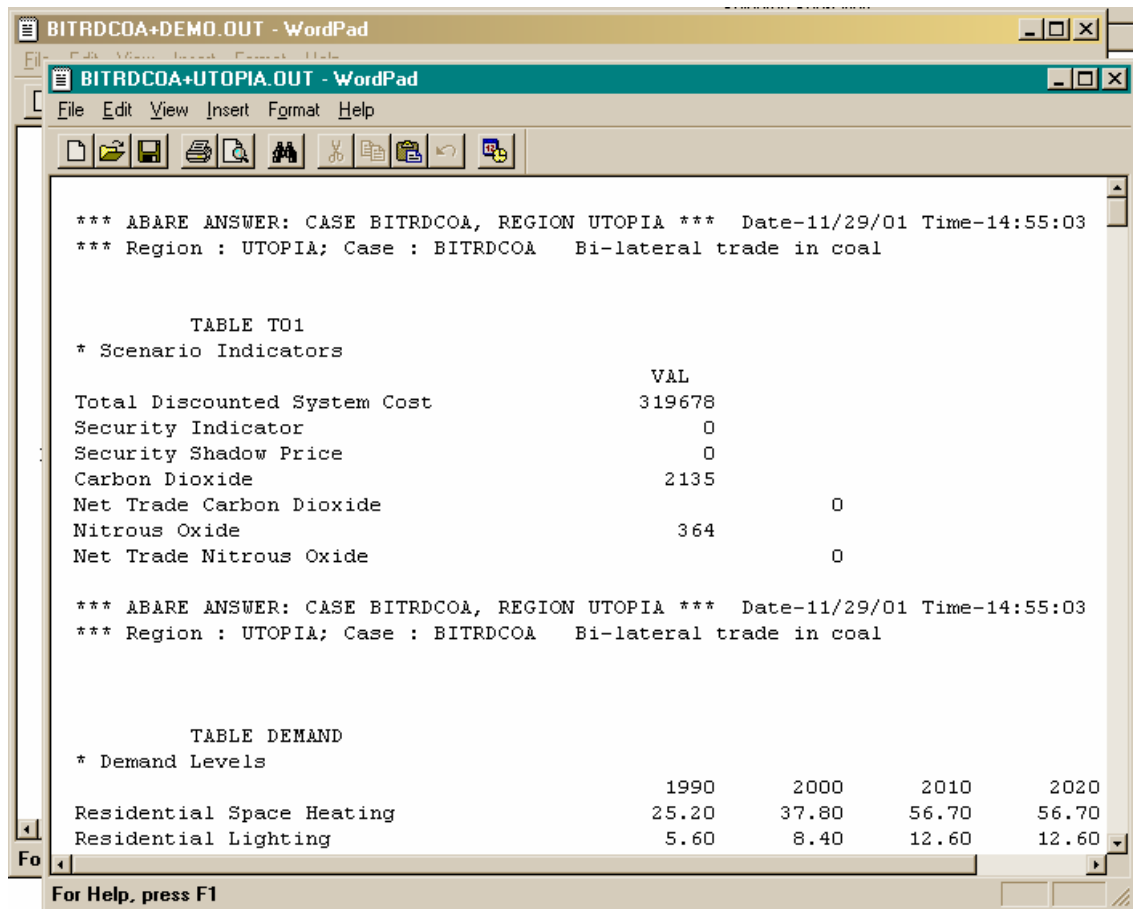 BITRDCOA+DEMO.OUT - WordPad
BITRDCOA+UTOPIA.OUT - WordPad
File Edit View Insert Format Help
*** ABARE ANSWER: CASE BITRDCOA, REGION UTOPIA *** Date-11/29/01 Time-14:55:03
*** Region : UTOPIA; Case : BITRDCOA Bi-lateral trade in coal
TABLE TO1
* Scenario Indicators
VAL
Total Discounted System Cost 319678
Security Indicator 0
Security Shadow Price 0
Carbon Dioxide 2135
Net Trade Carbon Dioxide 0
Nitrous Oxide 364
Net Trade Nitrous Oxide 0
*** ABARE ANSWER: CASE BITRDCOA, REGION UTOPIA *** Date-11/29/01 Time-14:55:03
*** Region : UTOPIA; Case : BITRDCOA Bi-lateral trade in coal
TABLE DEMAND
* Demand Levels
1990 2000 2010 2020
Residential Space Heating 25.20 37.80 56.70 56.70
Residential Lighting 5.60 8.40 12.60 12.60
Fo
For Help, press F1